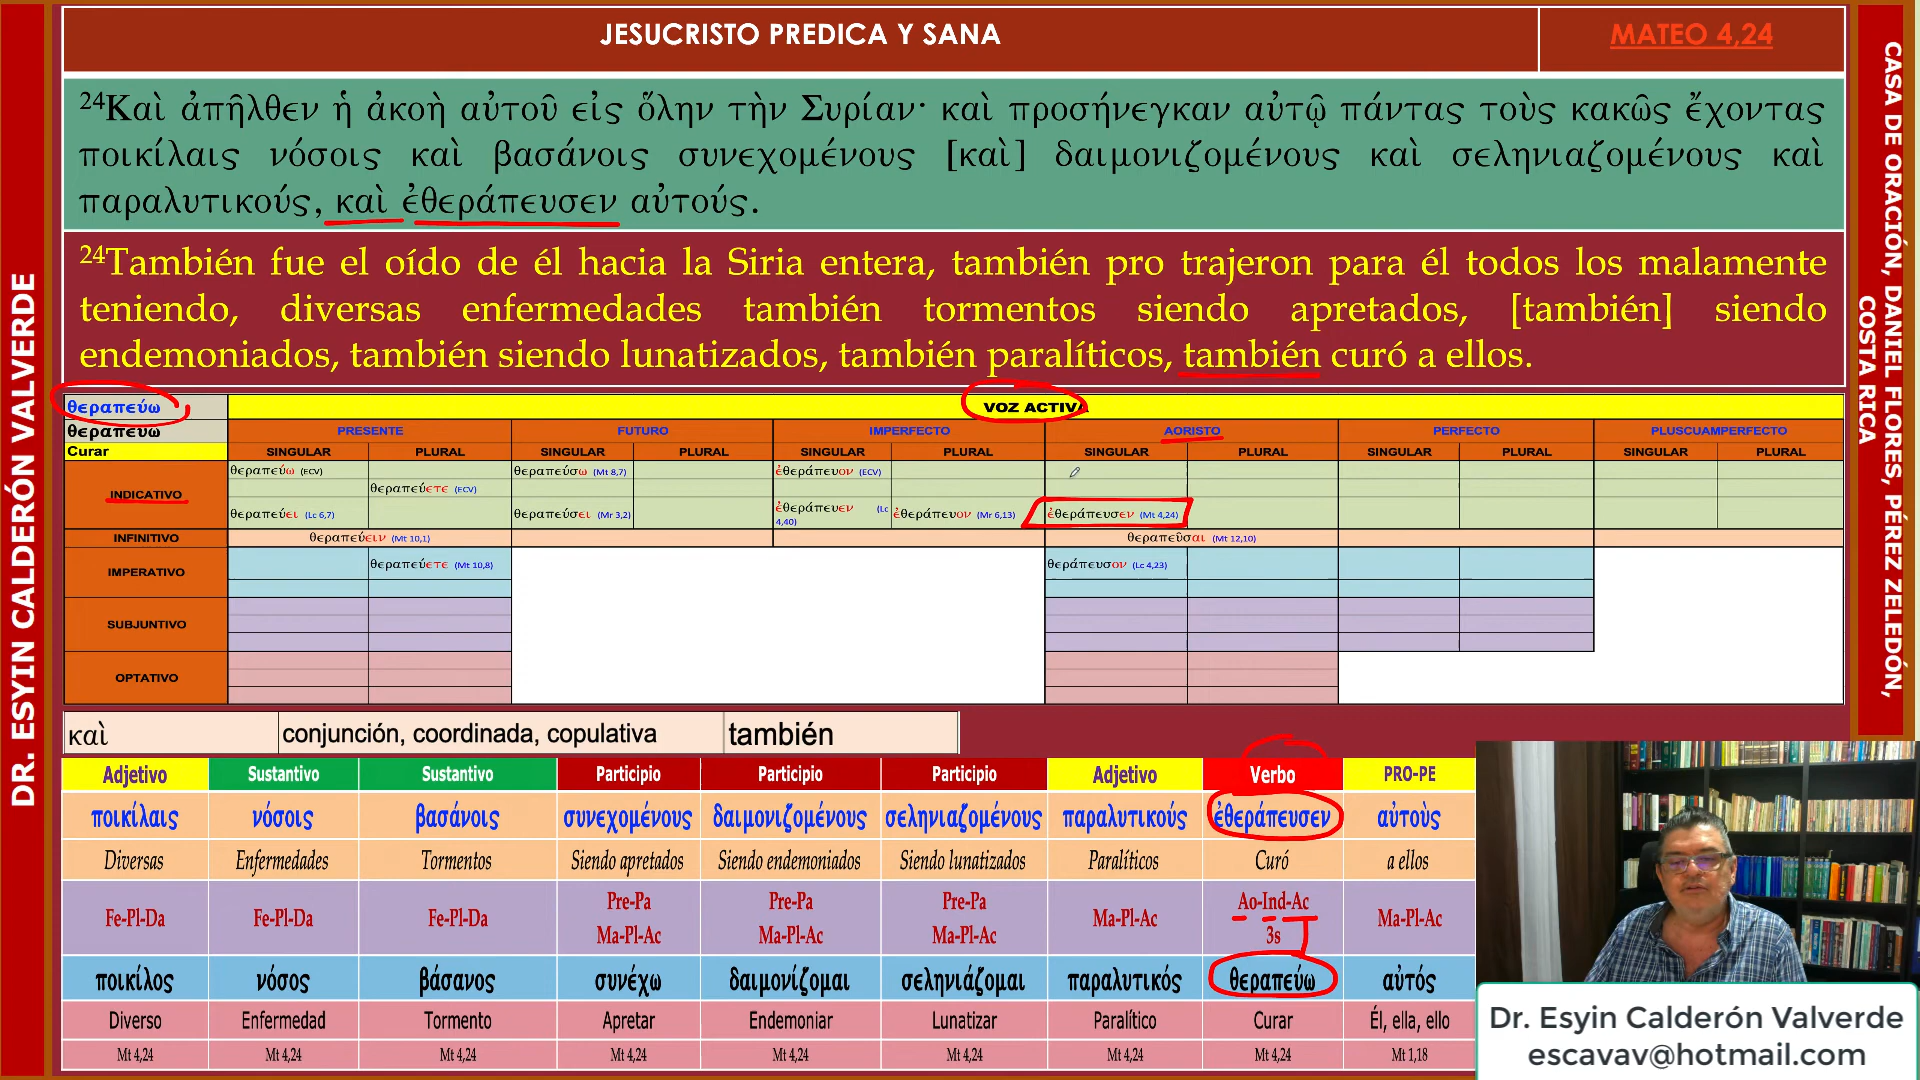 JESUCRISTO PREDICA Y SANA
MATEO 4,24
²⁴Καὶ ἀπῆλθεν ἡ ἀκοὴ αὐτοῦ εἰς ὅλην τὴν Συρίαν· καὶ προσήνεγκαν αὐτῷ πάντας τοὺς κακῶς ἔχοντας
ποικίλαις νόσοις καὶ βασάνοις συνεχομένους [καὶ] δαιμονιζομένους καὶ σεληνιαζομένους καὶ
παραλυτικούς, καὶ ἐθεράπευσεν αὐτούς.
²⁴También fue el oído de él hacia la Siria entera, también pro trajeron para él todos los malamente
teniendo, diversas enfermedades también tormentos siendo apretados, [también] siendo
endemoniados, también siendo lunatizados, también paralíticos, también curó a ellos.
θεραπεύω VOZ ACTIVA
θεραπευω PRESENTE FUTURO IMPERFECTO AORISTO PERFECTO PLUSCUAMPERFECTO
Curar SINGULAR PLURAL SINGULAR PLURAL SINGULAR PLURAL SINGULAR PLURAL SINGULAR PLURAL SINGULAR PLURAL
INDICATIVO
θεραπεύω (ECV) θεραπεύσω (Mt 8,7) ἐθεράπευον (ECV)
θεραπεύετε (ECV)
θεραπεύει (Lc 6,7) θεραπεύσει (Mr 3,2) ἐθεράπευεν (Lc 4,40) ἐθεράπευον (Mr 6,13) ἐθεράπευσεν (Mt 4,24)
INFINITIVO θεραπεύειν (Mt 10,1) θεραπεῦσαι (Mt 12,10)
IMPERATIVO θεραπεύετε (Mt 10,8) θεράπευσον (Lc 4,23)
SUBJUNTIVO
OPTATIVO
καὶ conjunción, coordinada, copulativa también
Adjetivo Sustantivo Sustantivo Participio Participio Participio Adjetivo Verbo PRO-PE
ποικίλαις νόσοις βασάνοις συνεχομένους δαιμονιζομένους σεληνιαζομένους παραλυτικούς ἐθεράπευσεν αὐτοὺς
Diversas Enfermedades Tormentos Siendo apretados Siendo endemoniados Siendo lunatizados Paralíticos Curó a ellos
Fe-Pl-Da Fe-Pl-Da Fe-Pl-Da Pre-Pa Ma-Pl-Ac Pre-Pa Ma-Pl-Ac Pre-Pa Ma-Pl-Ac Ma-Pl-Ac Ao-Ind-Ac 3s Ma-Pl-Ac
ποικίλος νόσος βάσανος συνέχω δαιμονίζομαι σεληνιάζομαι παραλυτικός θεραπεύω αὐτός
Diverso Enfermedad Tormento Apretar Endemoniar Lunatizar Paralítico Curar Él, ella, ello
Mt 4,24 Mt 4,24 Mt 4,24 Mt 4,24 Mt 4,24 Mt 4,24 Mt 4,24 Mt 4,24 Mt 1,18
DR. ESYIN CALDERÓN VALVERDE
CASA DE ORACIÓN, DANIEL FLORES, PÉREZ ZELEDÓN,
COSTA RICA
Dr. Esyin Calderón Valverde
escavav@hotmail.com